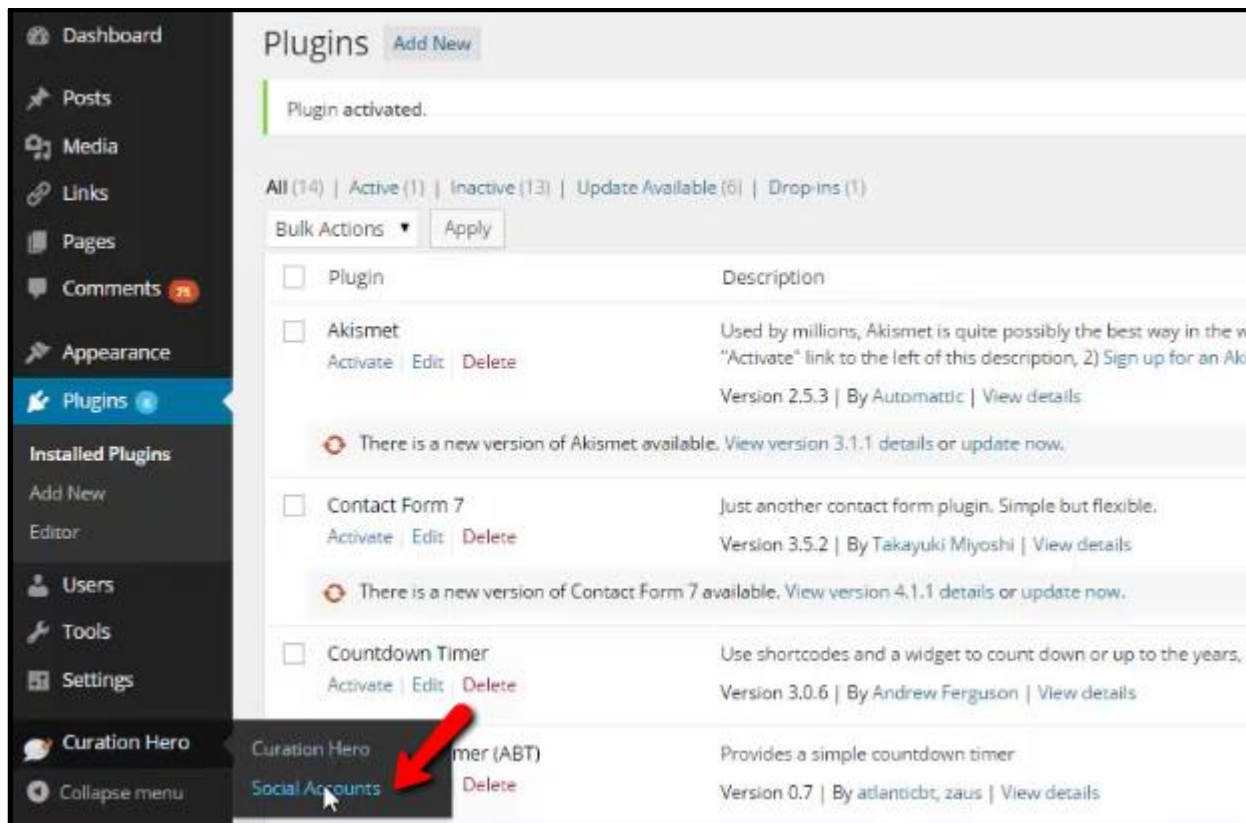 Dashboard
Posts
Media
Links
Pages
Comments 75
Appearance
Plugins 6
Installed Plugins
Add New
Editor
Users
Tools
Settings
Curation Hero
Collapse menu
Curation Hero
Social Accounts
Plugins Add New
Plugin activated.
All (14) | Active (1) | Inactive (13) | Update Available (6) | Drop-ins (1)
Bulk Actions Apply
Plugin Description
Akismet Used by millions, Akismet is quite possibly the best way in the w
Activate | Edit | Delete "Activate" link to the left of this description, 2) Sign up for an Ak
Version 2.5.3 | By Automattic | View details
There is a new version of Akismet available. View version 3.1.1 details or update now.
Contact Form 7 Just another contact form plugin. Simple but flexible.
Activate | Edit | Delete Version 3.5.2 | By Takayuki Miyoshi | View details
There is a new version of Contact Form 7 available. View version 4.1.1 details or update now.
Countdown Timer Use shortcodes and a widget to count down or up to the years,
Activate | Edit | Delete Version 3.0.6 | By Andrew Ferguson | View details
mer (ABT) Provides a simple countdown timer
Delete Version 0.7 | By atlanticbt, zaus | View details